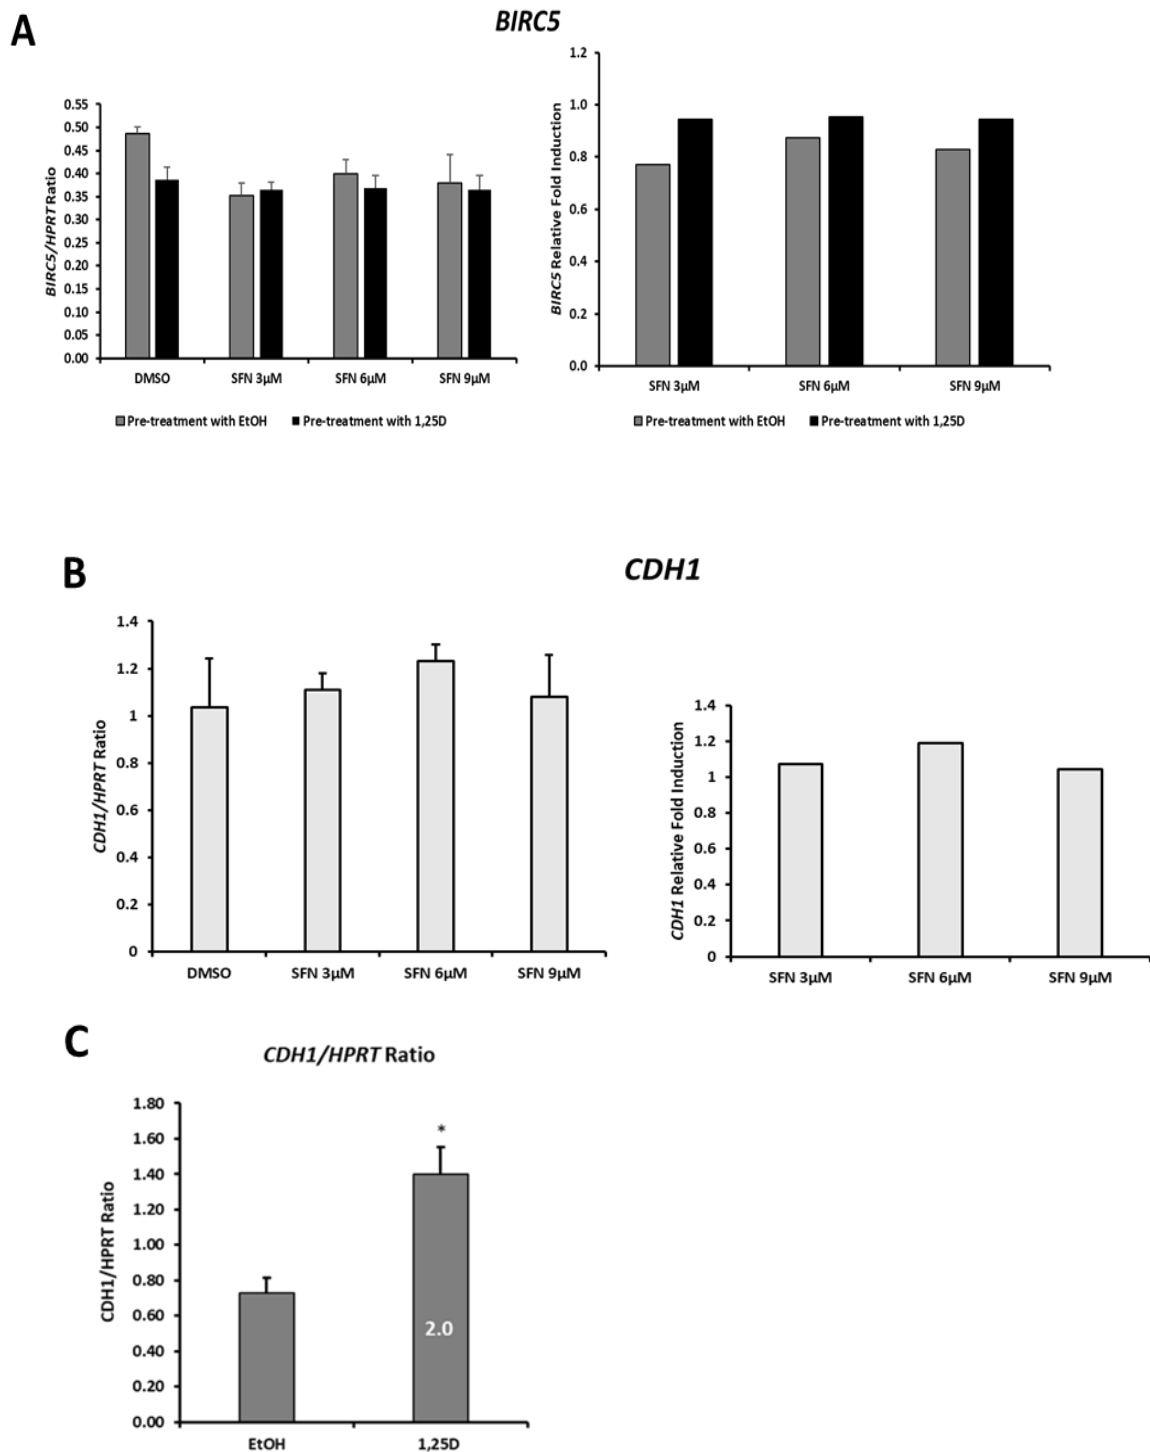 A
BIRC5
BIRC5/HPRT Ratio
0.55
0.50
0.45
0.40
0.35
0.30
0.25
0.20
0.15
0.10
0.05
0.00
DMSO SFN 3µM SFN 6µM SFN 9µM
Pre-treatment with EtOH Pre-treatment with 1,25D
BIRC5 Relative Fold Induction
1.2
1.0
0.8
0.6
0.4
0.2
0.0
SFN 3µM SFN 6µM SFN 9µM
Pre-treatment with EtOH Pre-treatment with 1,25D
B
CDH1
CDH1/HPRT Ratio
1.4
1.2
1
0.8
0.6
0.4
0.2
0
DMSO SFN 3µM SFN 6µM SFN 9µM
CDH1 Relative Fold Induction
1.4
1.2
1
0.8
0.6
0.4
0.2
0
SFN 3µM SFN 6µM SFN 9µM
C
CDH1/HPRT Ratio
CDH1/HPRT Ratio
1.80
1.60
1.40
1.20
1.00
0.80
0.60
0.40
0.20
0.00
*
2.0
EtOH 1,25D